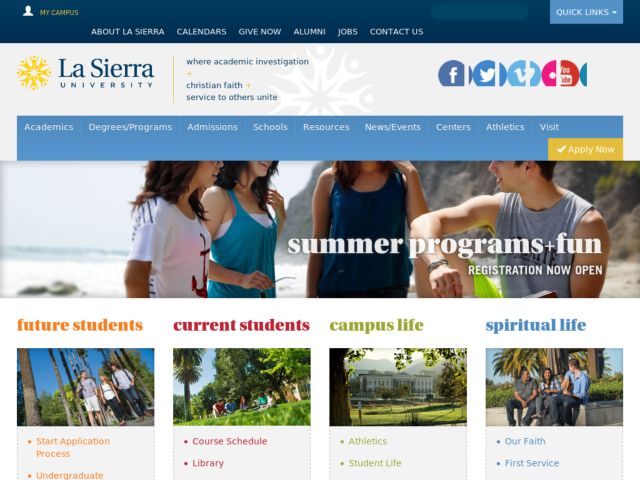 MY CAMPUS
QUICK LINKS
ABOUT LA SIERRA CALENDARS GIVE NOW ALUMNI JOBS CONTACT US
La Sierra
UNIVERSITY
where academic investigation
+
christian faith +
service to others unite
You
Tube
Academics Degrees/Programs Admissions Schools Resources News/Events Centers Athletics Visit
Apply Now
summer programs+fun
REGISTRATION NOW OPEN
future students current students campus life spiritual life
Start Application
Process
Undergraduate
Course Schedule
Library
Athletics
Student Life
Our Faith
First Service